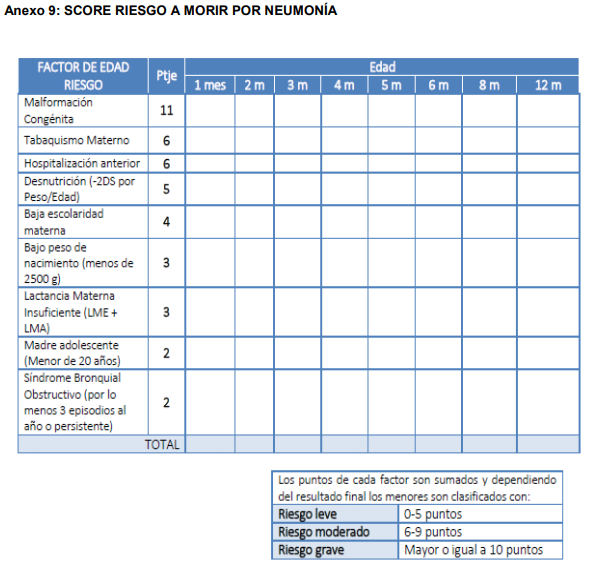 Anexo 9: SCORE RIESGO A MORIR POR NEUMONÍA
FACTOR DE EDAD RIESGO Ptje Edad
1 mes 2 m 3 m 4 m 5 m 6 m 8 m 12 m
Malformación
Congénita 11
Tabaquismo Materno 6
Hospitalización anterior 6
Desnutrición (-2DS por
Peso/Edad) 5
Baja escolaridad
materna 4
Bajo peso de
nacimiento (menos de
2500 g) 3
Lactancia Materna
Insuficiente (LME +
LMA) 3
Madre adolescente
(Menor de 20 años) 2
Síndrome Bronquial
Obstructivo (por lo
menos 3 episodios al
año o persistente) 2
TOTAL
Los puntos de cada factor son sumados y dependiendo
del resultado final los menores son clasificados con:
Riesgo leve 0-5 puntos
Riesgo moderado 6-9 puntos
Riesgo grave Mayor o igual a 10 puntos